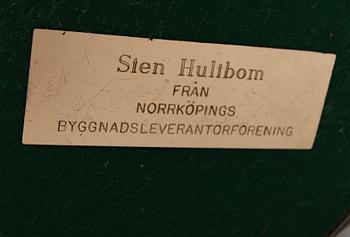 Sten Hultbom
FRÅN
NORRKÖPINGS
BYGGNADSLEVERANTÖRFÖRENING